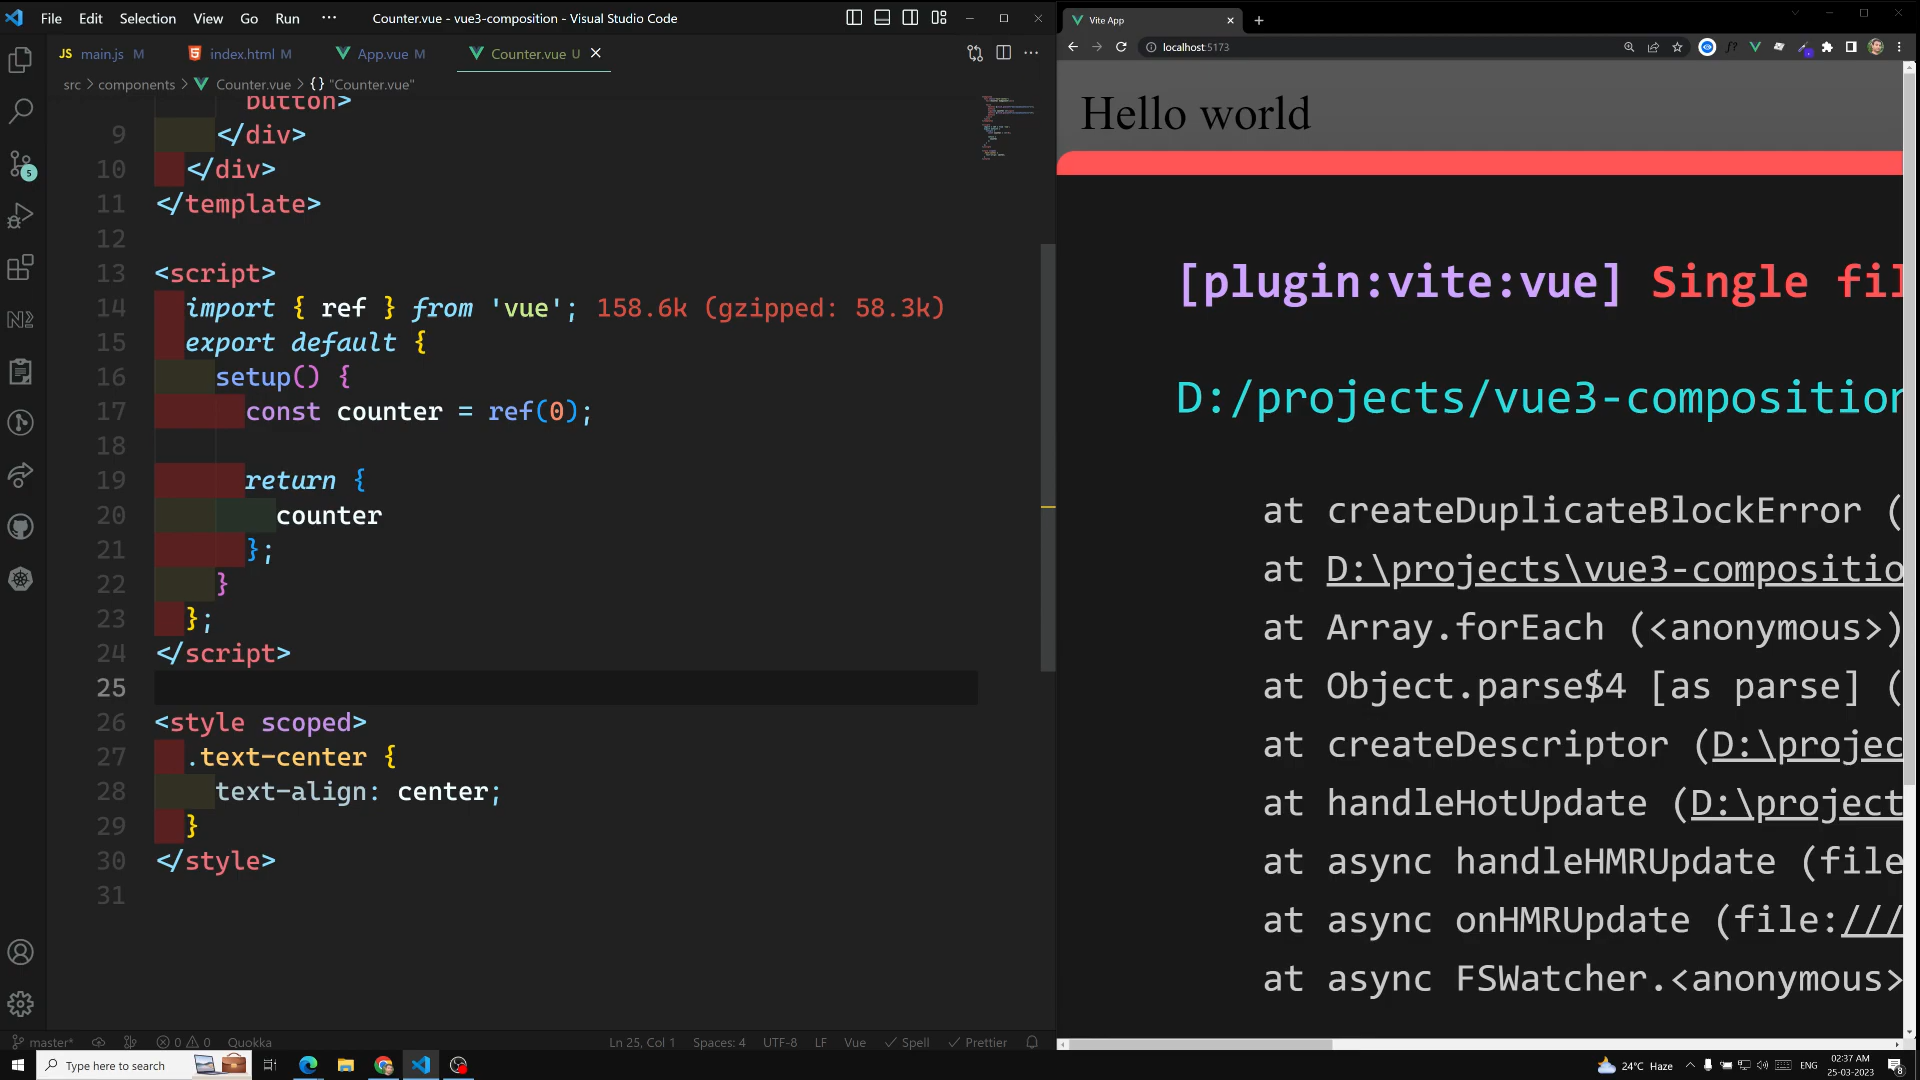 File Edit Selection View Go Run ··· Counter.vue - vue3-composition - Visual Studio Code
JS main.js M index.html M App.vue M Counter.vue U
src > components > Counter.vue > {} "Counter.vue"
button>
9 </div>
10 </div>
11 </template>
12
13 <script>
14 import { ref } from 'vue'; 158.6k (gzipped: 58.3k)
15 export default {
16 setup() {
17 const counter = ref(0);
18
19 return {
20 counter
21 };
22 }
23 };
24 </script>
25
26 <style scoped>
27 .text-center {
28 text-align: center;
29 }
30 </style>
31
5
master* 0 0 Quokka Ln 25, Col 1 Spaces: 4 UTF-8 LF Vue Spell Prettier
Vite App
localhost:5173
Hello world
[plugin:vite:vue] Single fil
D:/projects/vue3-composition
at createDuplicateBlockError (
at D:\projects\vue3-compositio
at Array.forEach (<anonymous>)
at Object.parse$4 [as parse] (
at createDescriptor (D:\projec
at handleHotUpdate (D:\project
at async handleHMRUpdate (file
at async onHMRUpdate (file:///
at async FSWatcher.<anonymous>
Type here to search
24°C Haze ENG 02:37 AM
25-03-2023
8